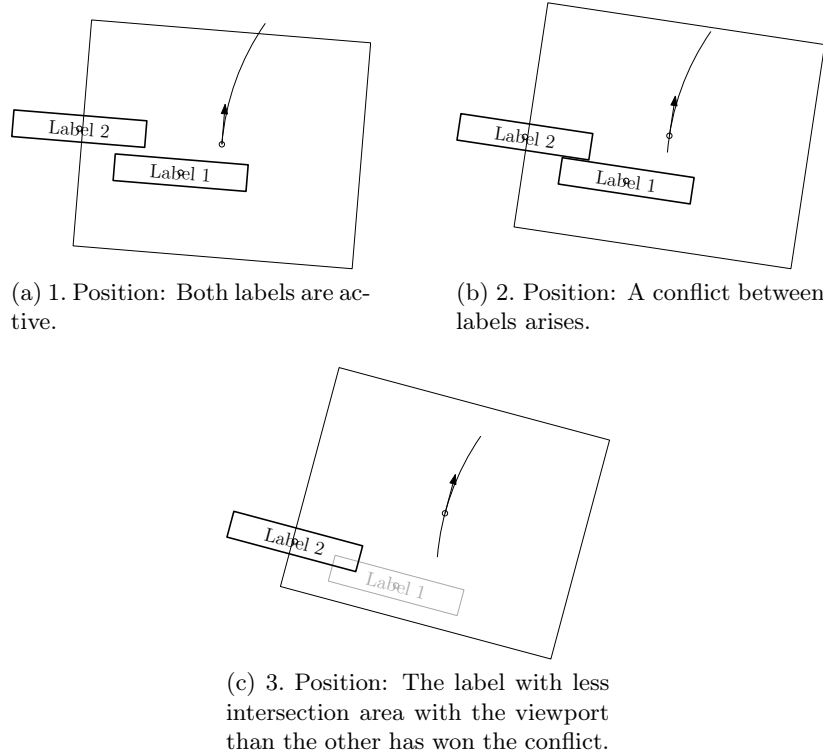 Label 2
Label 1
Label 2
Label 1
(a) 1. Position: Both labels are ac-
tive.
(b) 2. Position: A conflict between
labels arises.
Label 2
Label 1
(c) 3. Position: The label with less
intersection area with the viewport
than the other has won the conflict.